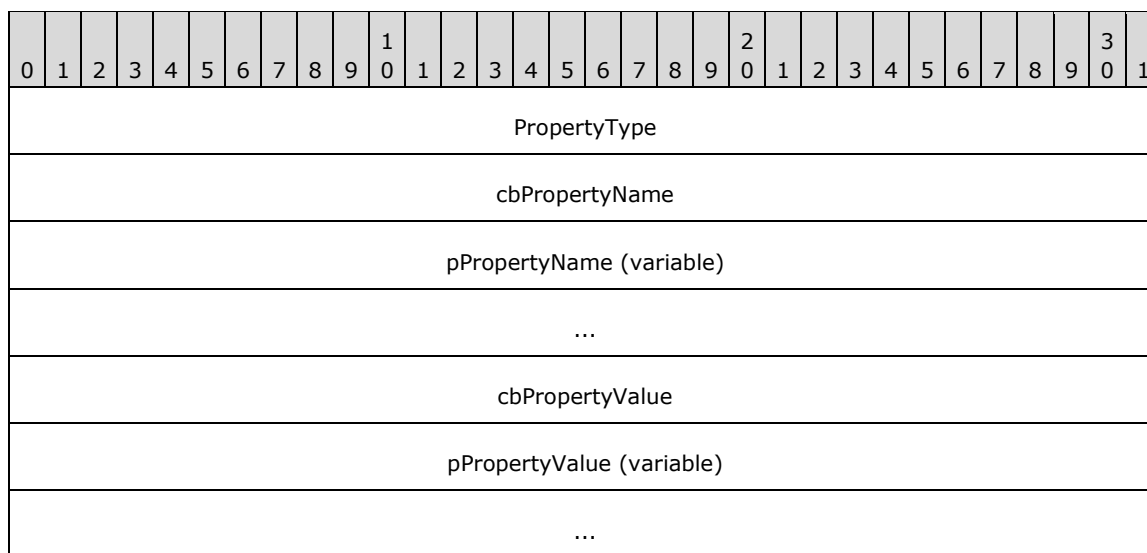 1 2 3
0 1 2 3 4 5 6 7 8 9 0 1 2 3 4 5 6 7 8 9 0 1 2 3 4 5 6 7 8 9 0 1
PropertyType
cbPropertyName
pPropertyName (variable)
...
cbPropertyValue
pPropertyValue (variable)
...